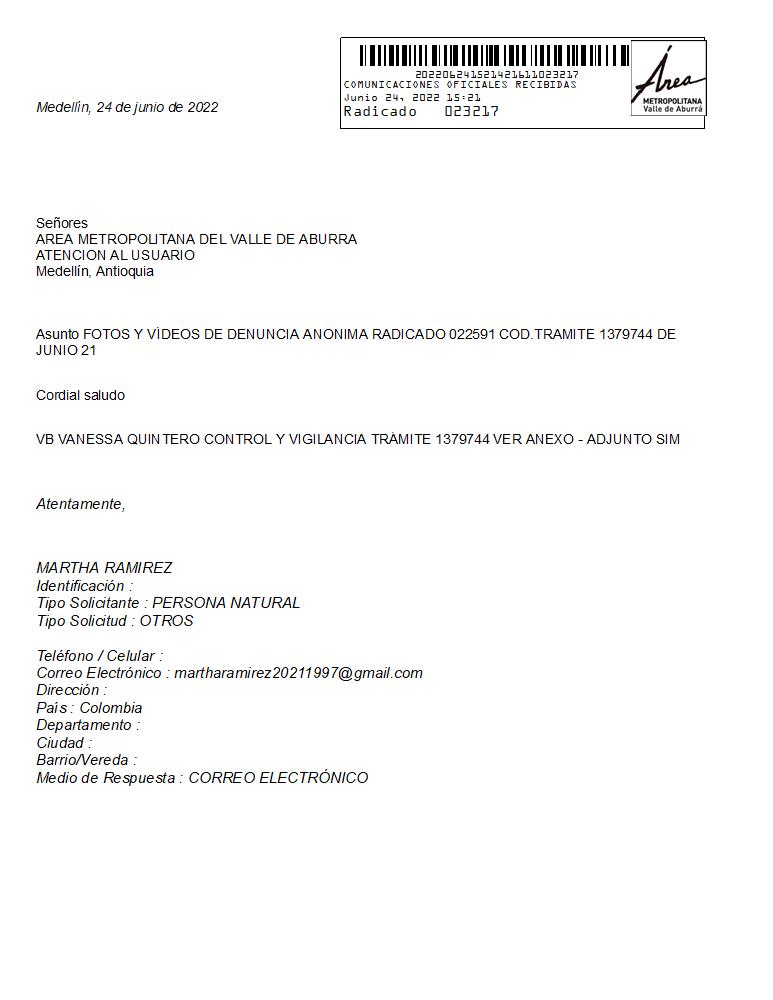 20220624152142161​1023217
COMUNICACIONES OFICIALES RECIBIDAS
Junio 24, 2022 15:21
Radicado 023217
Área
METROPOLITANA
Valle de Aburrá
Medellín, 24 de junio de 2022
Señores
AREA METROPOLITANA DEL VALLE DE ABURRA
ATENCION AL USUARIO
Medellín, Antioquia
Asunto FOTOS Y VÌDEOS DE DENUNCIA ANONIMA RADICADO 022591 COD.TRAMITE 1379744 DE
JUNIO 21
Cordial saludo
VB VANESSA QUINTERO CONTROL Y VIGILANCIA TRÀMITE 1379744 VER ANEXO - ADJUNTO SIM
Atentamente,
MARTHA RAMIREZ
Identificación :
Tipo Solicitante : PERSONA NATURAL
Tipo Solicitud : OTROS
Teléfono / Celular :
Correo Electrónico : martharamirez20211997@gmail.com
Dirección :
País : Colombia
Departamento :
Ciudad :
Barrio/Vereda :
Medio de Respuesta : CORREO ELECTRÓNICO